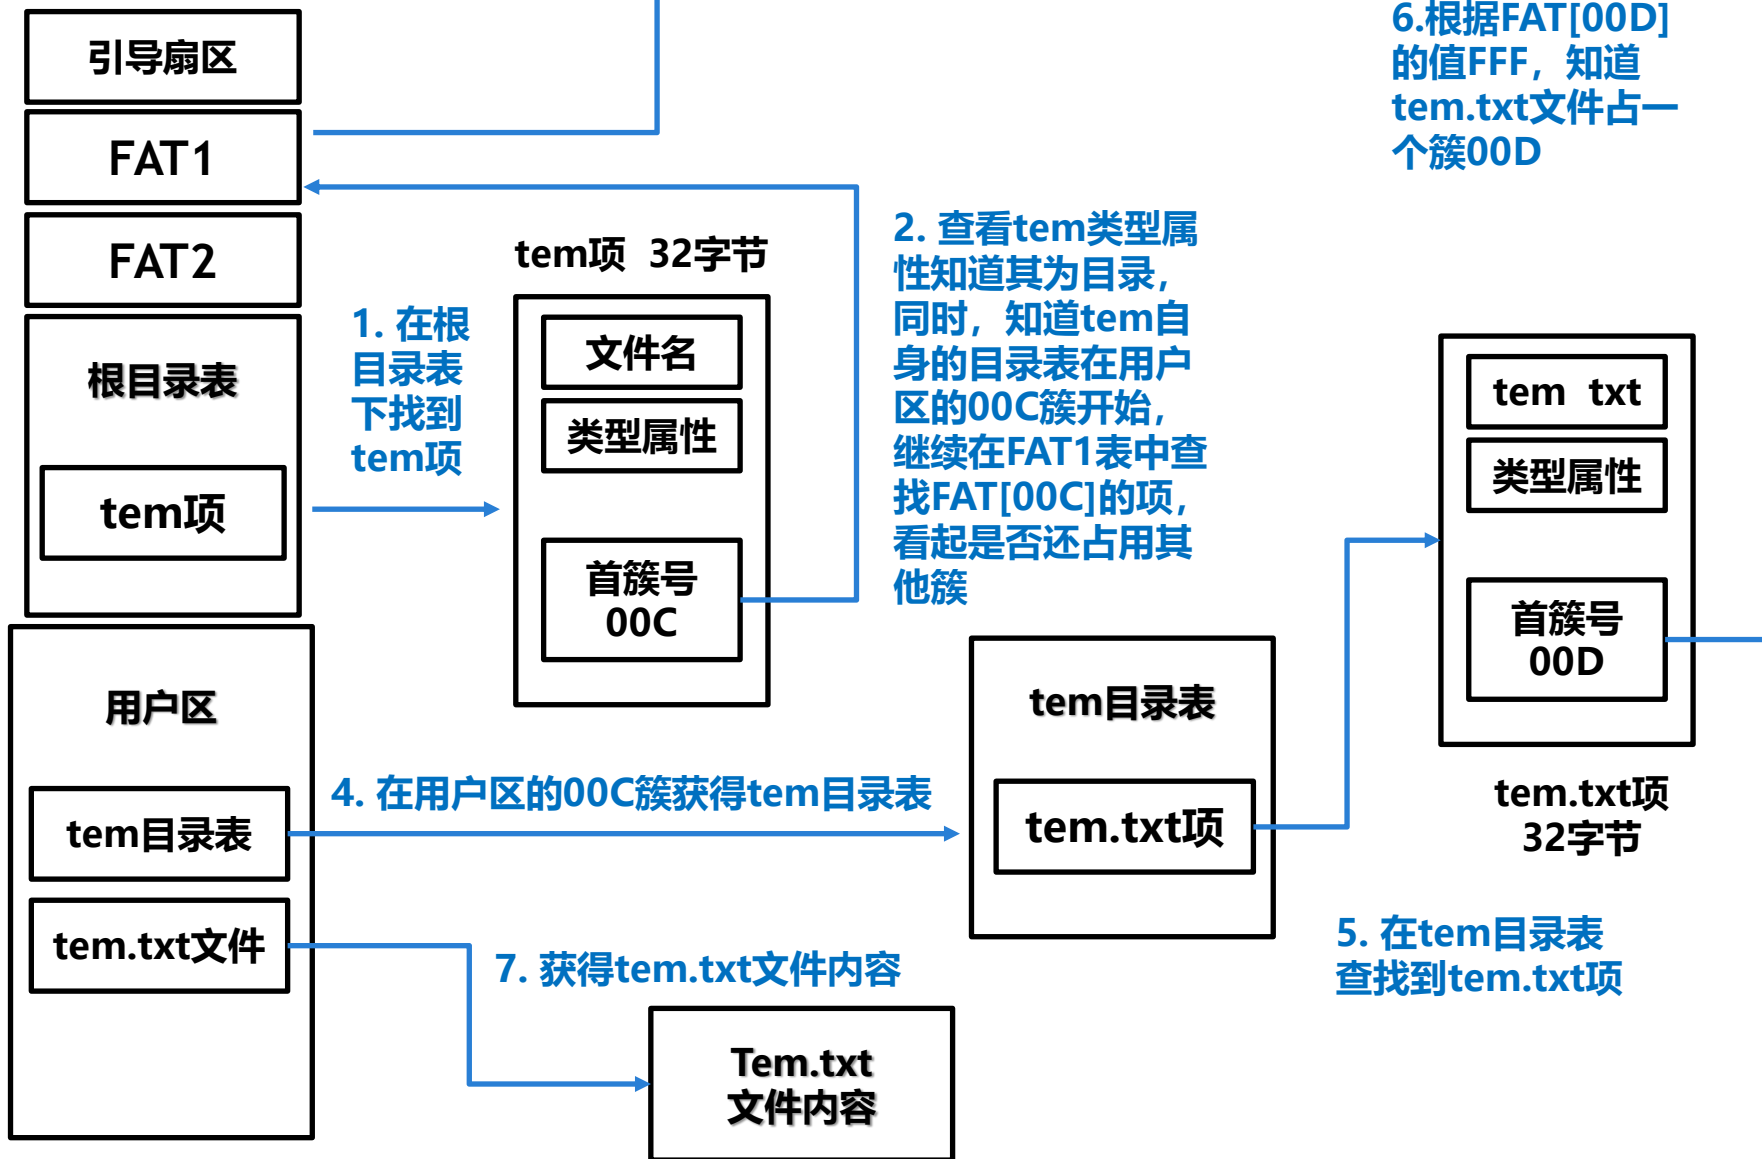 引导扇区
FAT1
FAT2
根目录表
tem项
用户区
tem目录表
tem.txt文件
1. 在根
目录表
下找到
tem项
tem项 32字节
文件名
类型属性
首簇号
00C
2. 查看tem类型属
性知道其为目录，
同时，知道tem自
身的目录表在用户
区的00C簇开始，
继续在FAT1表中查
找FAT[00C]的项，
看起是否还占用其
他簇
4. 在用户区的00C簇获得tem目录表
tem目录表
tem.txt项
5. 在tem目录表
查找到tem.txt项
tem txt
类型属性
首簇号
00D
tem.txt项
32字节
6.根据FAT[00D]
的值FFF，知道
tem.txt文件占一
个簇00D
7. 获得tem.txt文件内容
Tem.txt
文件内容